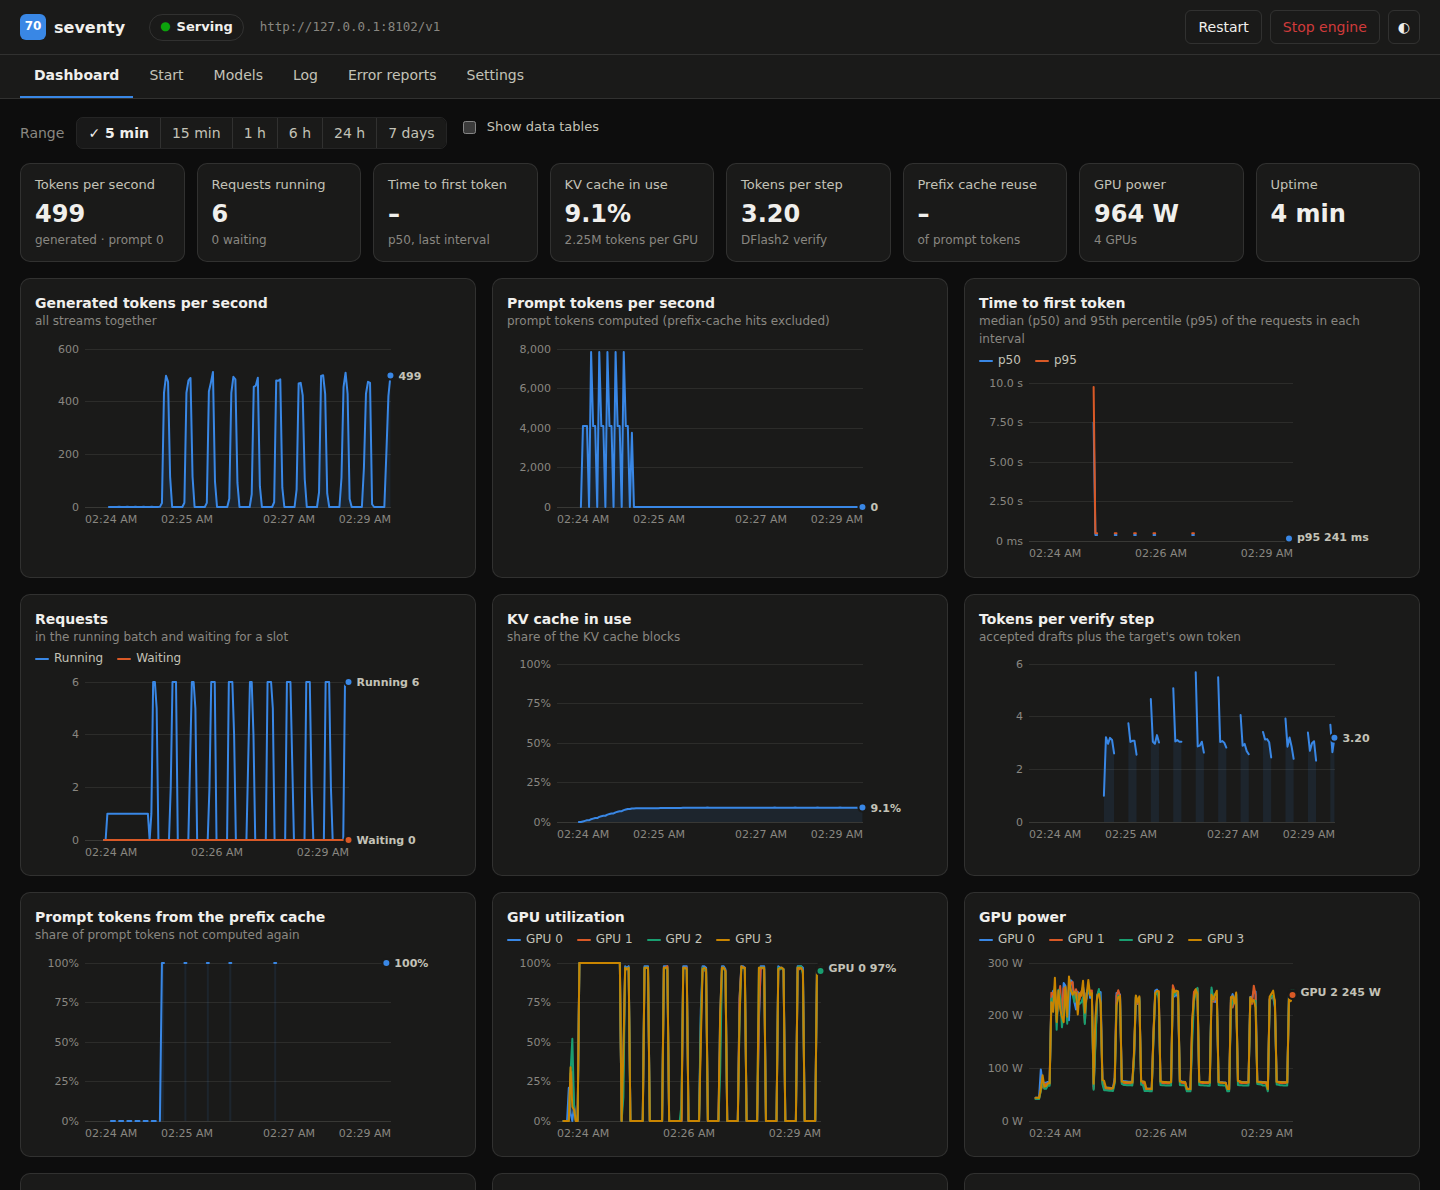 70 seventy Serving http://127.0.0.1:8102/v1 Restart Stop engine
Dashboard Start Models Log Error reports Settings
Range ✓ 5 min 15 min 1 h 6 h 24 h 7 days Show data tables
Tokens per second
499
generated · prompt 0
Requests running
6
0 waiting
Time to first token
–
p50, last interval
KV cache in use
9.1%
2.25M tokens per GPU
Tokens per step
3.20
DFlash2 verify
Prefix cache reuse
–
of prompt tokens
GPU power
964 W
4 GPUs
Uptime
4 min
Generated tokens per second
all streams together
600
400
200
0
499
02:24 AM 02:25 AM 02:27 AM 02:29 AM
Prompt tokens per second
prompt tokens computed (prefix-cache hits excluded)
8,000
6,000
4,000
2,000
0
0
02:24 AM 02:25 AM 02:27 AM 02:29 AM
Time to first token
median (p50) and 95th percentile (p95) of the requests in each
interval
p50 p95
10.0 s
7.50 s
5.00 s
2.50 s
0 ms
p95 241 ms
02:24 AM 02:26 AM 02:29 AM
Requests
in the running batch and waiting for a slot
Running Waiting
6
4
2
0
Running 6
Waiting 0
02:24 AM 02:26 AM 02:29 AM
KV cache in use
share of the KV cache blocks
100%
75%
50%
25%
0%
9.1%
02:24 AM 02:25 AM 02:27 AM 02:29 AM
Tokens per verify step
accepted drafts plus the target's own token
6
4
2
0
3.20
02:24 AM 02:25 AM 02:27 AM 02:29 AM
Prompt tokens from the prefix cache
share of prompt tokens not computed again
100%
75%
50%
25%
0%
100%
02:24 AM 02:25 AM 02:27 AM 02:29 AM
GPU utilization
GPU 0 GPU 1 GPU 2 GPU 3
100%
75%
50%
25%
0%
GPU 0 97%
02:24 AM 02:26 AM 02:29 AM
GPU power
GPU 0 GPU 1 GPU 2 GPU 3
300 W
200 W
100 W
0 W
GPU 2 245 W
02:24 AM 02:26 AM 02:29 AM